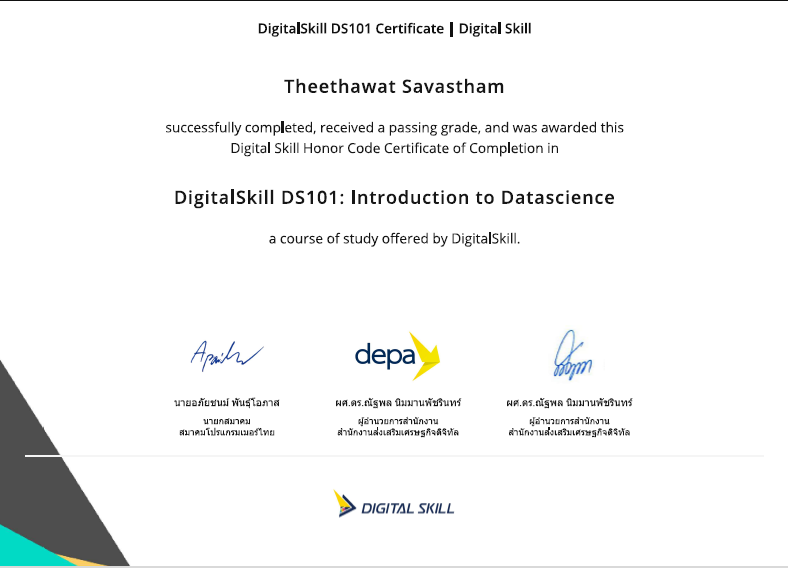 DigitalSkill DS101 Certificate | Digital Skill
Theethawat Savastham
successfully completed, received a passing grade, and was awarded this
Digital Skill Honor Code Certificate of Completion in
DigitalSkill DS101: Introduction to Datascience
a course of study offered by DigitalSkill.
depa
นายอภัยชนม์ พันธุ์โอภาส
นายกสมาคม
สมาคมโปรแกรมเมอร์ไทย
ผศ.ดร.ณัฐพล นิมมานพัชรินทร์
ผู้อำนวยการสำนักงาน
สำนักงานส่งเสริมเศรษฐกิจดิจิทัล
ผศ.ดร.ณัฐพล นิมมานพัชรินทร์
ผู้อำนวยการสำนักงาน
สำนักงานส่งเสริมเศรษฐกิจดิจิทัล
DIGITAL SKILL